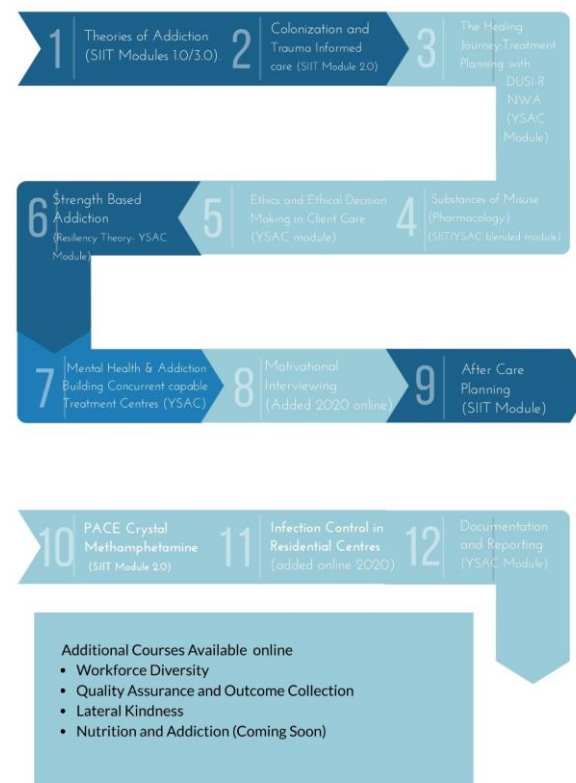 1
Theories of Addiction
(SIIT Modules 1.0/3.0).
2
Colonization and
Trauma Informed
care (SIIT Module 2.0)
3
The Healing
Journey:Treatment
Planning with
DUSI-R
NWA
(YSAC
Module)
6
Strength Based
Addiction
(Resiliency Theory- YSAC
Module)
5
Ethics and Ethical Decision
Making in Client Care
(YSAC module)
4
Substances of Misuse
(Pharmacology)
(SIIT/YSAC blended module)
7
Mental Health & Addiction
Building Concurrent capable
Treatment Centres (YSAC)
8
Motivational
Interviewing
(Added 2020 online)
9
After Care
Planning
(SIIT Module)
10
PACE Crystal
Methamphetamine
(SIIT Module 2.0)
11
Infection Control in
Residential Centres
(added online 2020)
12
Documentation
and Reporting
(YSAC Module)
Additional Courses Available online
• Workforce Diversity
• Quality Assurance and Outcome Collection
• Lateral Kindness
• Nutrition and Addiction (Coming Soon)